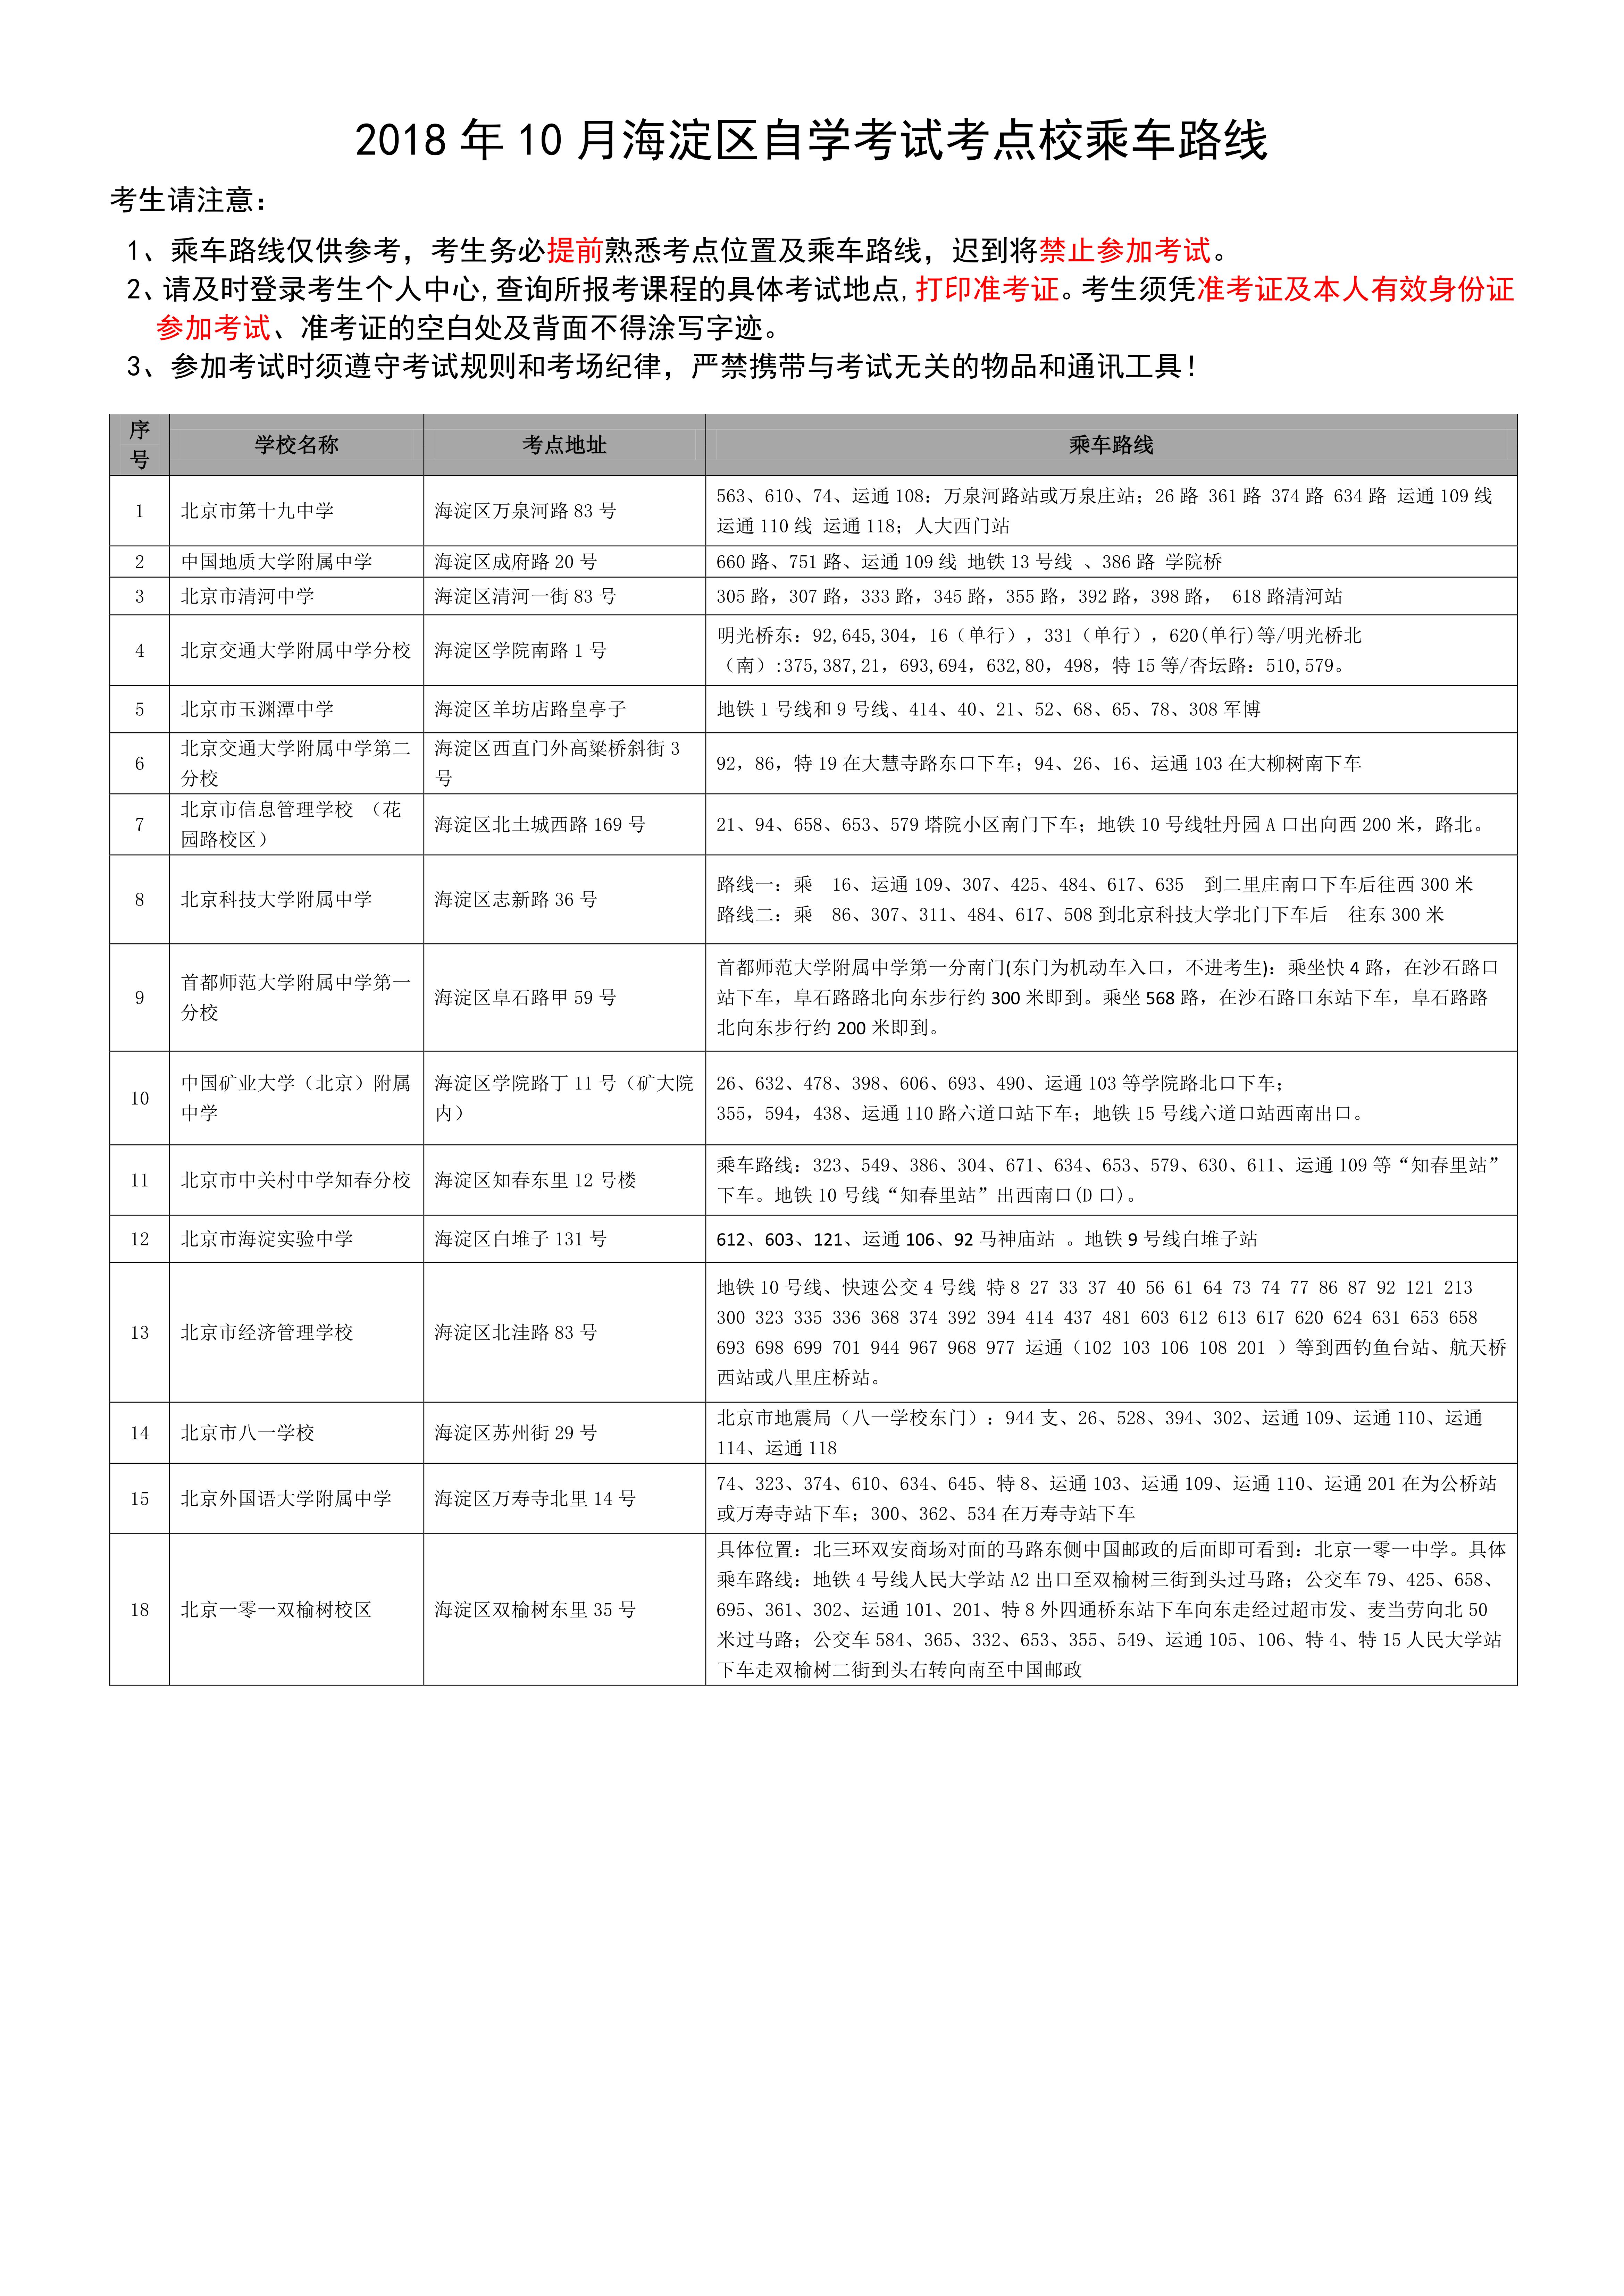 2018 年 10 月海淀区自学考试考点校乘车路线
考生请注意：
1、乘车路线仅供参考，考生务必提前熟悉考点位置及乘车路线，迟到将禁止参加考试。
2、请及时登录考生个人中心,查询所报考课程的具体考试地点,打印准考证。考生须凭准考证及本人有效身份证
参加考试、准考证的空白处及背面不得涂写字迹。
3、参加考试时须遵守考试规则和考场纪律，严禁携带与考试无关的物品和通讯工具！
序
号
学校名称
考点地址
乘车路线
1
北京市第十九中学
海淀区万泉河路 83 号
563、610、74、运通 108：万泉河路站或万泉庄站；26 路 361 路 374 路 634 路 运通 109 线
运通 110 线 运通 118；人大西门站
2
中国地质大学附属中学
海淀区成府路 20 号
660 路、751 路、运通 109 线 地铁 13 号线 、386 路 学院桥
3
北京市清河中学
海淀区清河一街 83 号
305 路，307 路，333 路，345 路，355 路，392 路，398 路， 618 路清河站
4
北京交通大学附属中学分校
海淀区学院南路 1 号
明光桥东：92,645,304，16（单行），331（单行），620(单行)等/明光桥北
（南）:375,387,21，693,694，632,80，498，特 15 等/杏坛路：510,579。
5
北京市玉渊潭中学
海淀区羊坊店路皇亭子
地铁 1 号线和 9 号线、414、40、21、52、68、65、78、308 军博
6
北京交通大学附属中学第二
分校
海淀区西直门外高粱桥斜街 3
号
92，86，特 19 在大慧寺路东口下车；94、26、16、运通 103 在大柳树南下车
7
北京市信息管理学校 （花
园路校区）
海淀区北土城西路 169 号
21、94、658、653、579 塔院小区南门下车；地铁 10 号线牡丹园 A 口出向西 200 米，路北。
8
北京科技大学附属中学
海淀区志新路 36 号
路线一：乘 16、运通 109、307、425、484、617、635 到二里庄南口下车后往西 300 米
路线二：乘 86、307、311、484、617、508 到北京科技大学北门下车后 往东 300 米
9
首都师范大学附属中学第一
分校
海淀区阜石路甲 59 号
首都师范大学附属中学第一分南门(东门为机动车入口，不进考生)：乘坐快 4 路，在沙石路口
站下车，阜石路路北向东步行约 300 米即到。乘坐 568 路，在沙石路口东站下车，阜石路路
北向东步行约 200 米即到。
10
中国矿业大学（北京）附属
中学
海淀区学院路丁 11 号（矿大院
内）
26、632、478、398、606、693、490、运通 103 等学院路北口下车；
355，594，438、运通 110 路六道口站下车；地铁 15 号线六道口站西南出口。
11
北京市中关村中学知春分校
海淀区知春东里 12 号楼
乘车路线：323、549、386、304、671、634、653、579、630、611、运通 109 等“知春里站”
下车。地铁 10 号线“知春里站”出西南口(D 口)。
12
北京市海淀实验中学
海淀区白堆子 131 号
612、603、121、运通 106、92 马神庙站 。地铁 9 号线白堆子站
13
北京市经济管理学校
海淀区北洼路 83 号
地铁 10 号线、快速公交 4 号线 特 8 27 33 37 40 56 61 64 73 74 77 86 87 92 121 213
300 323 335 336 368 374 392 394 414 437 481 603 612 613 617 620 624 631 653 658
693 698 699 701 944 967 968 977 运通（102 103 106 108 201 ）等到西钓鱼台站、航天桥
西站或八里庄桥站。
14
北京市八一学校
海淀区苏州街 29 号
北京市地震局（八一学校东门）：944 支、26、528、394、302、运通 109、运通 110、运通
114、运通 118
15
北京外国语大学附属中学
海淀区万寿寺北里 14 号
74、323、374、610、634、645、特 8、运通 103、运通 109、运通 110、运通 201 在为公桥站
或万寿寺站下车；300、362、534 在万寿寺站下车
18
北京一零一双榆树校区
海淀区双榆树东里 35 号
具体位置：北三环双安商场对面的马路东侧中国邮政的后面即可看到：北京一零一中学。具体
乘车路线：地铁 4 号线人民大学站 A2 出口至双榆树三街到头过马路；公交车 79、425、658、
695、361、302、运通 101、201、特 8 外四通桥东站下车向东走经过超市发、麦当劳向北 50
米过马路；公交车 584、365、332、653、355、549、运通 105、106、特 4、特 15 人民大学站
下车走双榆树二街到头右转向南至中国邮政